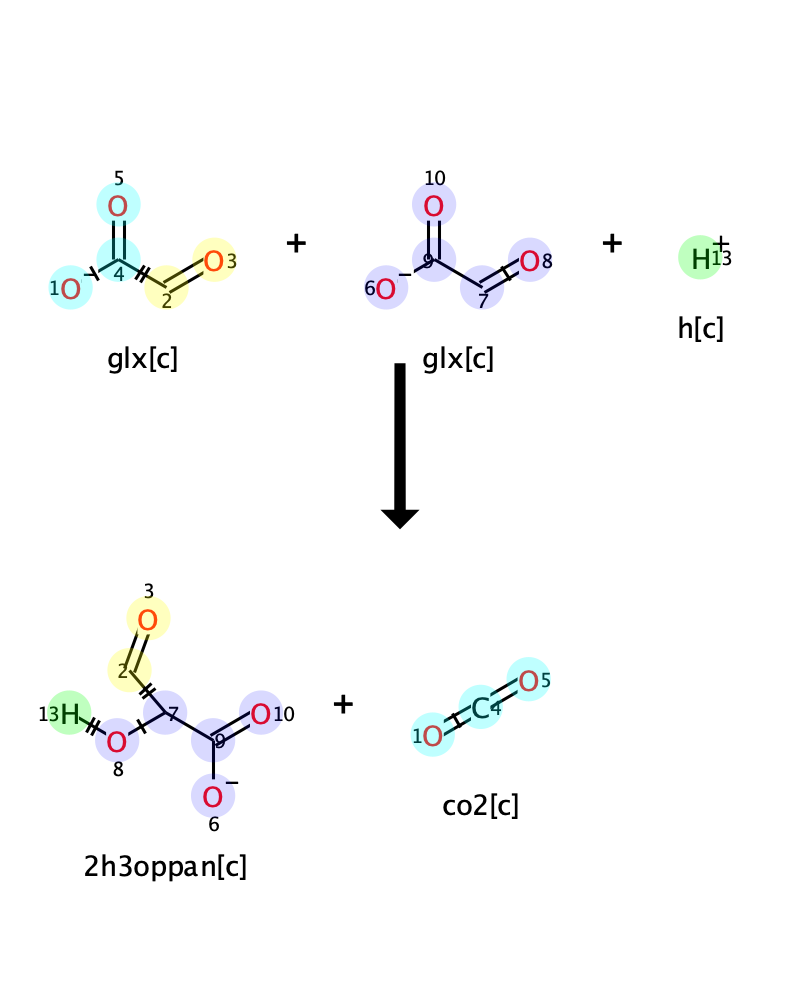 5 10
O + O +
1 O − 4 2 O 3 6 O − 9 7 O 8 H + 13
glx[c] glx[c] h[c]
3
O
2 + O 5
13 H 7 O 10 C 4
O 9 1 O
8 O −
6
co2[c]
2h3oppan[c]